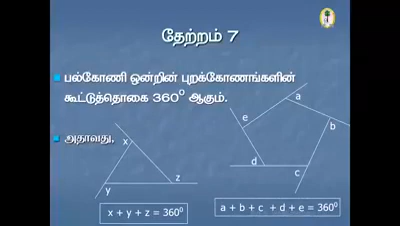 தேற்றம் 7
பல்கோணி ஒன்றின் புறக்கோணங்களின்
கூட்டுத்தொகை 360⁰ ஆகும்.
அதாவது,
x
y
z
x + y + z = 360⁰
a
b
c
d
e
a + b + c + d + e = 360⁰